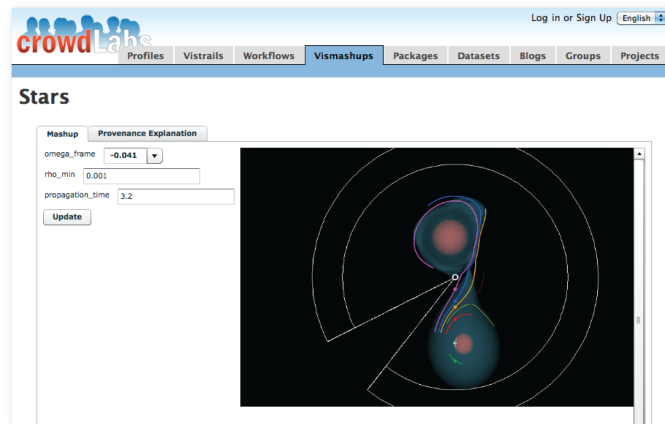 Log in or Sign Up English
crowdLabs
Profiles Vistrails Workflows Vismashups Packages Datasets Blogs Groups Projects
Stars
Mashup Provenance Explanation
omega_frame -0.041
rho_min 0.001
propagation_time 3.2
Update